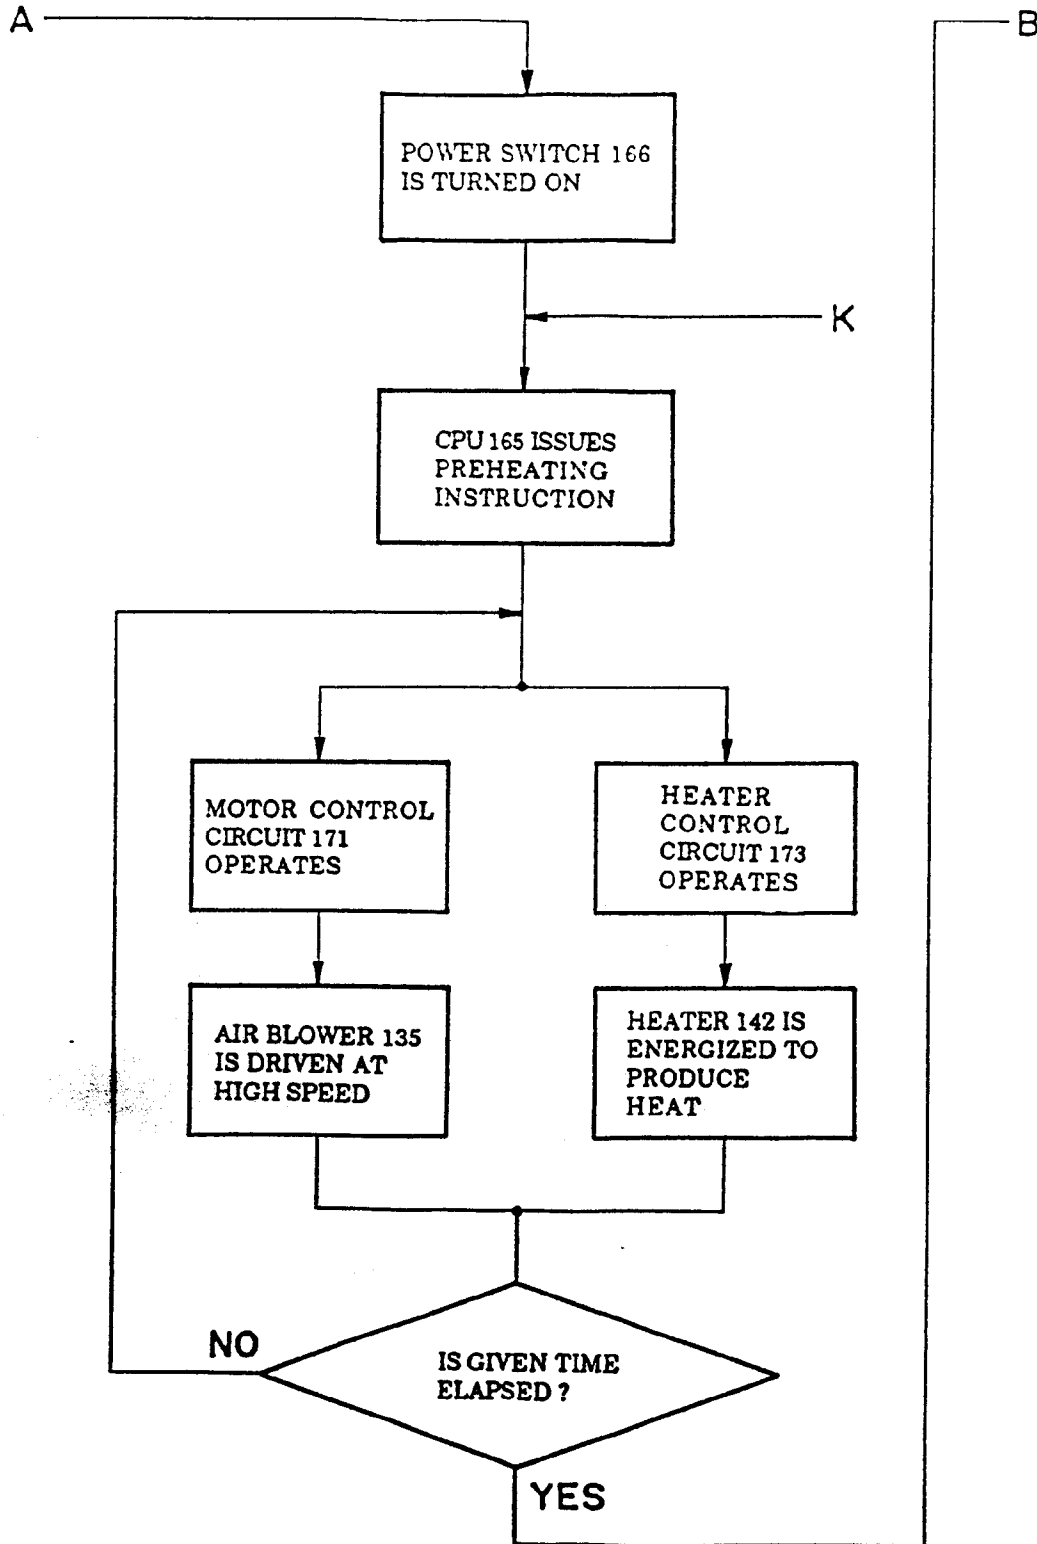 A
B
POWER SWITCH 166
IS TURNED ON
K
CPU 165 ISSUES
PREHEATING
INSTRUCTION
MOTOR CONTROL
CIRCUIT 171
OPERATES
HEATER
CONTROL
CIRCUIT 173
OPERATES
AIR BLOWER 135
IS DRIVEN AT
HIGH SPEED
HEATER 142 IS
ENERGIZED TO
PRODUCE
HEAT
NO
IS GIVEN TIME
ELAPSED ?
YES